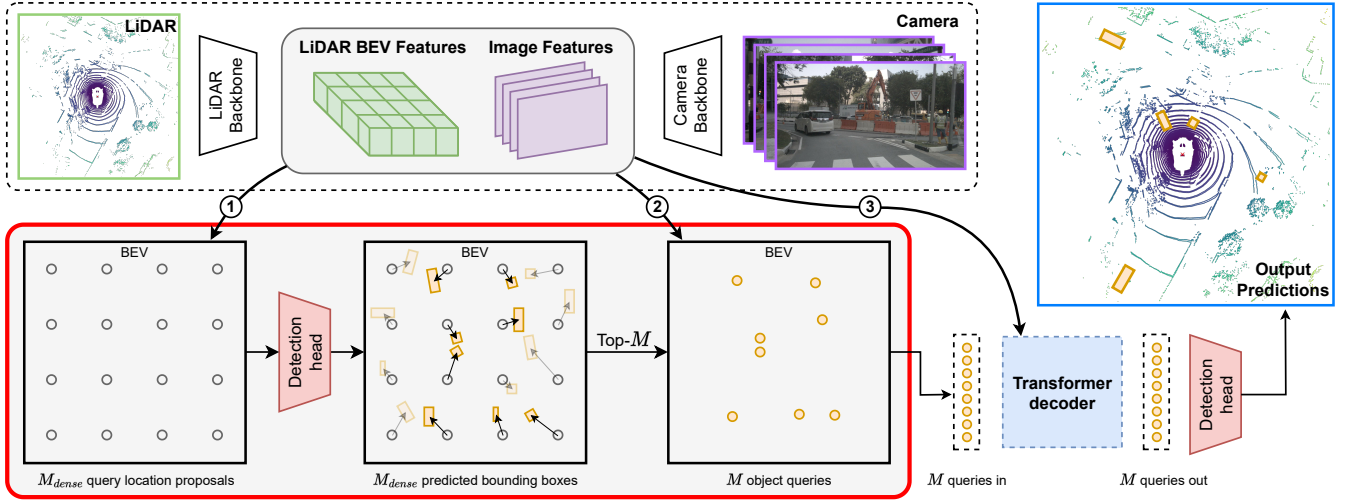 LiDAR
LiDAR
Backbone
LiDAR BEV Features
Image Features
Camera
Backbone
Camera
1
2
3
BEV
BEV
BEV
Detection
head
Top-M
M_dense query location proposals
M_dense predicted bounding boxes
M object queries
M queries in
Transformer
decoder
M queries out
Detection
head
Output
Predictions